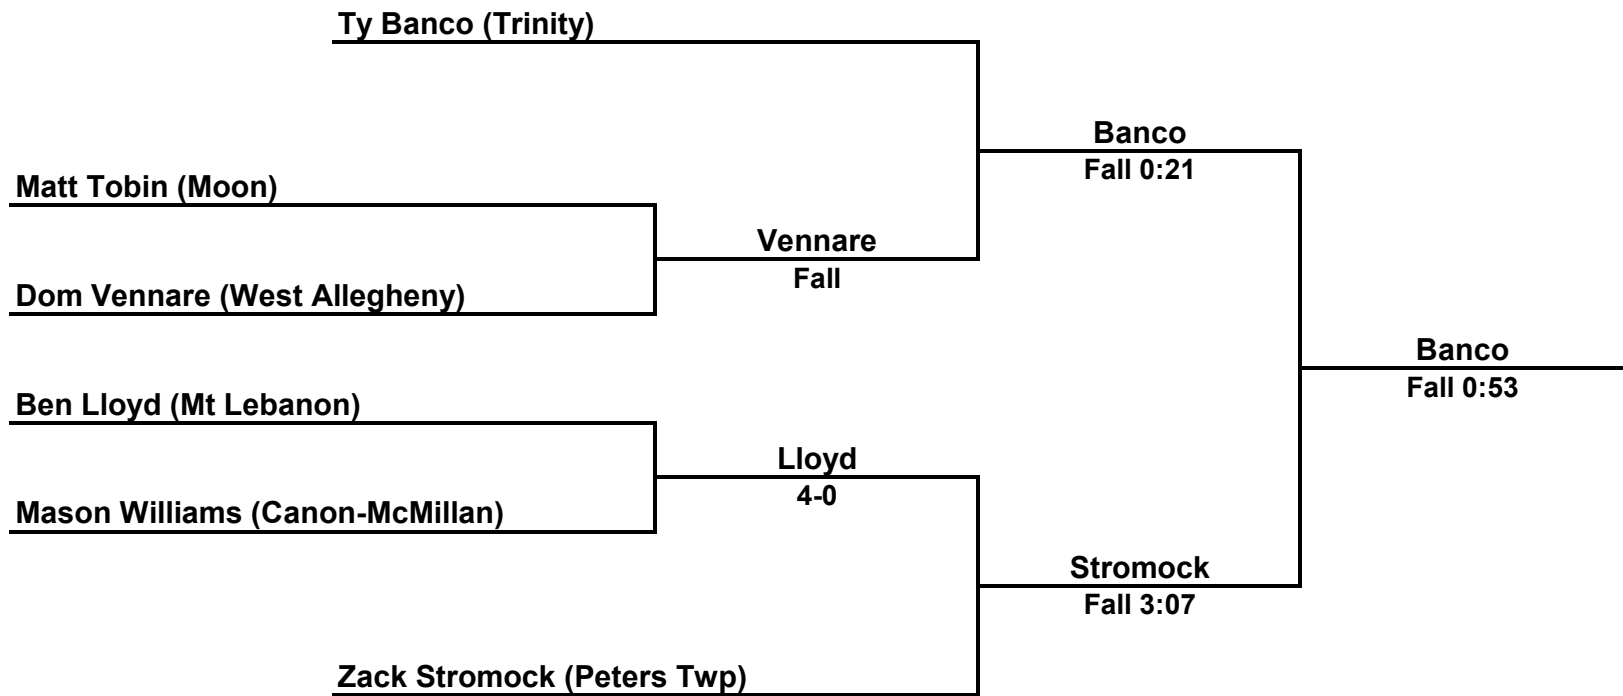 Ty Banco (Trinity)
Banco
Fall 0:21
Matt Tobin (Moon)
Vennare
Fall
Dom Vennare (West Allegheny)
Banco
Fall 0:53
Ben Lloyd (Mt Lebanon)
Lloyd
4-0
Mason Williams (Canon-McMillan)
Stromock
Fall 3:07
Zack Stromock (Peters Twp)